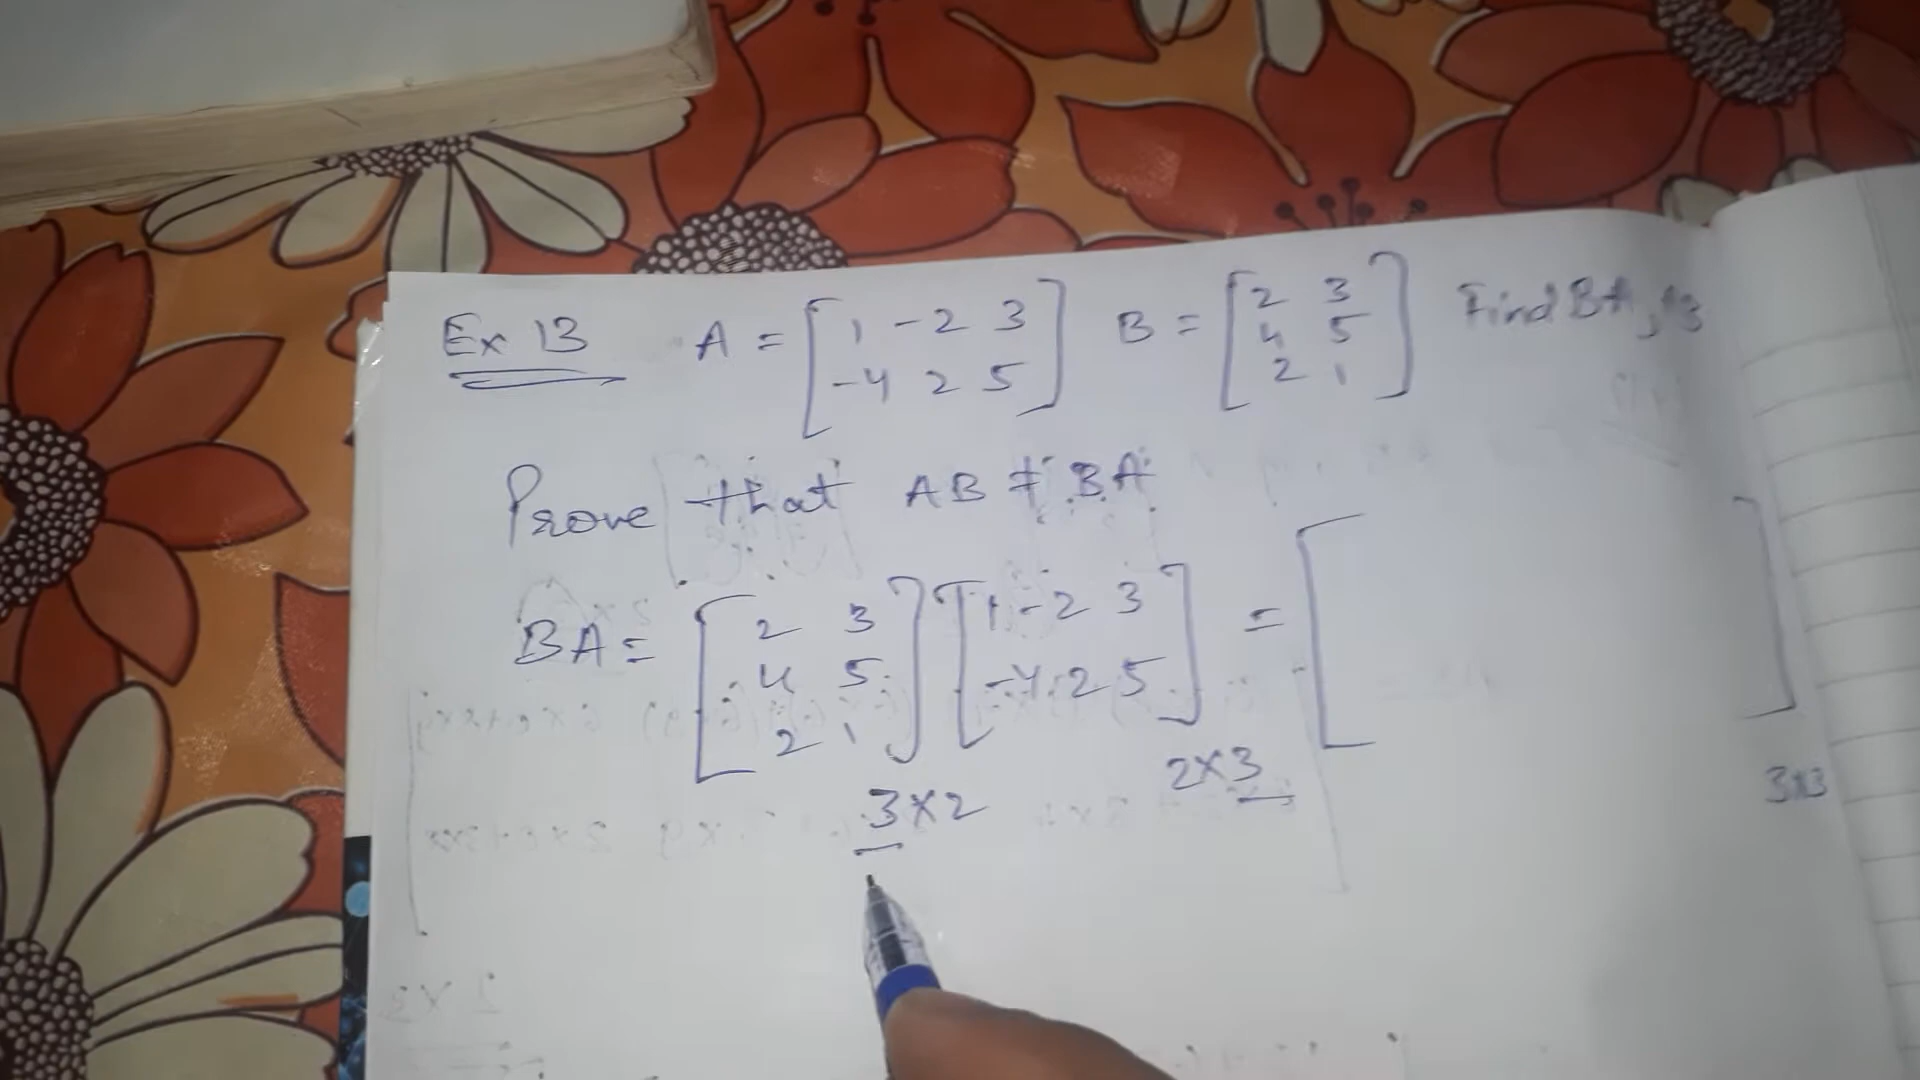 Ex 13 A = [ 1 -2 3 B = [ 2 3 Find BA,
-4 2 5 ] 4 5
2 1 ]
Prove that AB ≠ BA
BA = [ 2 3 ] [ 1 -2 3 ] = [ ]
4 5 -4 2 5
2 1
3×2 2×3 3×3